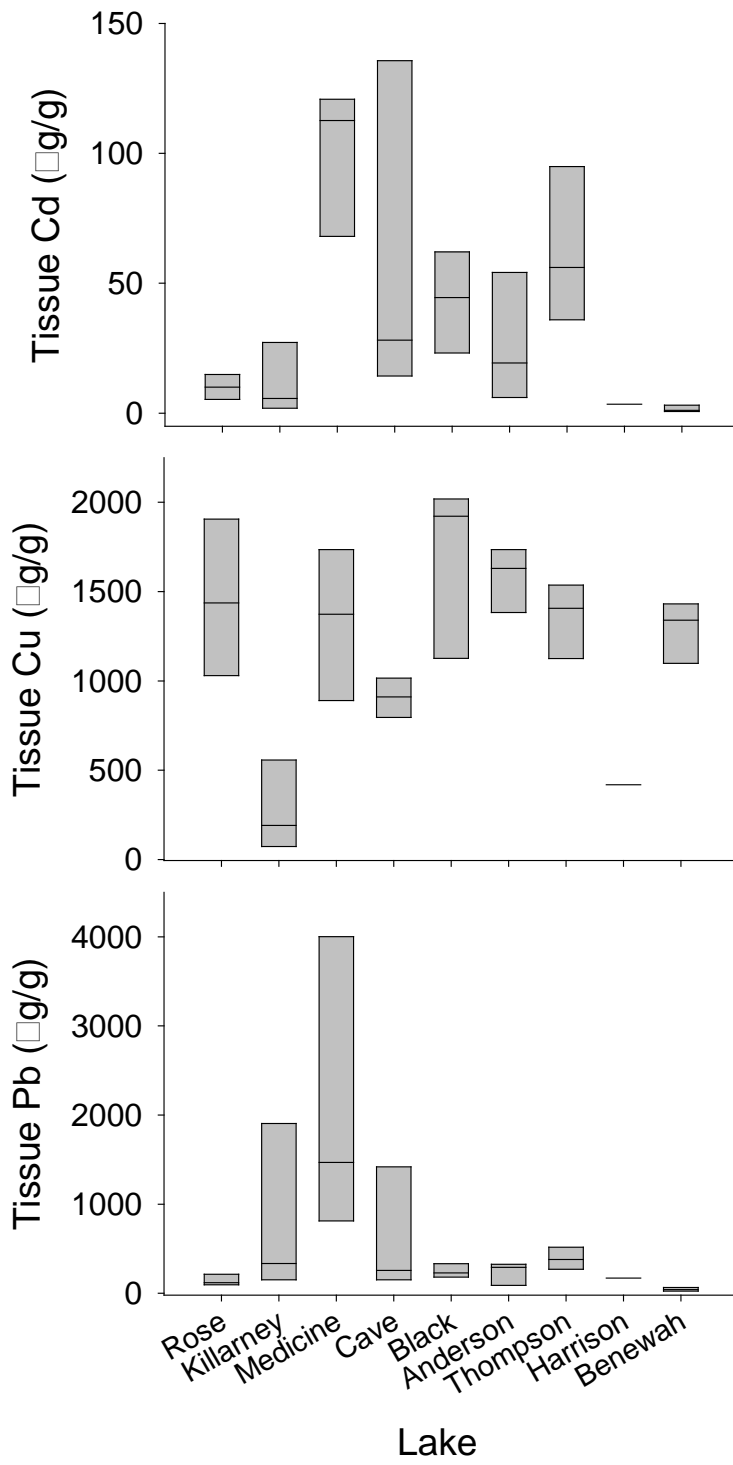 Tissue Cd (□g/g)
150
100
50
0
Tissue Cu (□g/g)
2000
1500
1000
500
0
Tissue Pb (□g/g)
4000
3000
2000
1000
0
Rose
Killarney
Medicine
Cave
Black
Anderson
Thompson
Harrison
Benewah
Lake